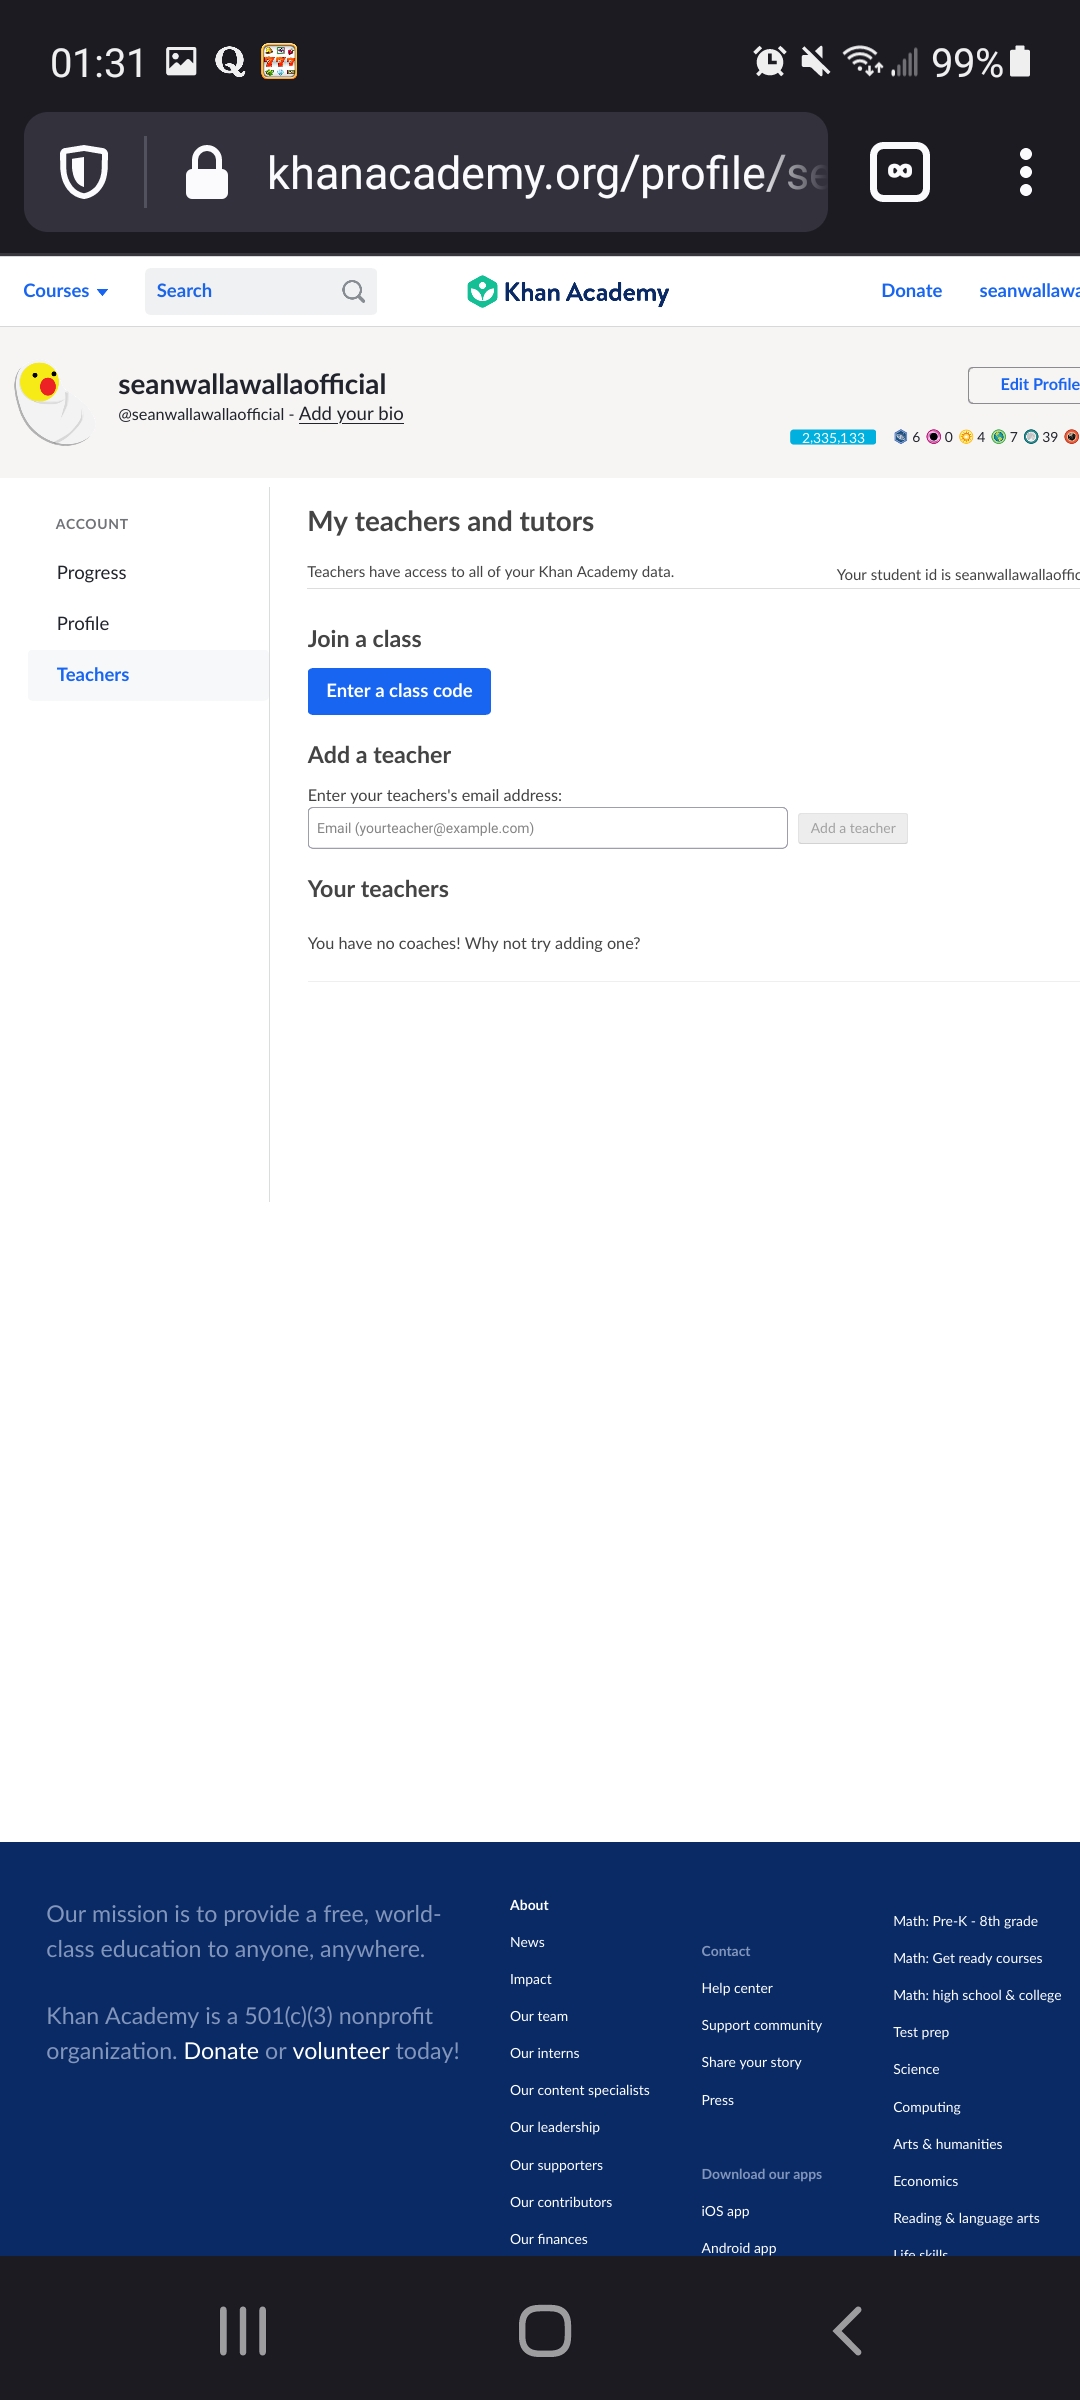 01:31
99%
khanacademy.org/profile/se
Courses
Search
Khan Academy
Donate
seanwallawa
seanwallawallaofficial
@seanwallawallaofficial - Add your bio
Edit Profile
2,335,133
6 0 4 7 39
ACCOUNT
Progress
Profile
Teachers
My teachers and tutors
Teachers have access to all of your Khan Academy data.
Your student id is seanwallawallaoffic
Join a class
Enter a class code
Add a teacher
Enter your teachers's email address:
Email (yourteacher@example.com)
Add a teacher
Your teachers
You have no coaches! Why not try adding one?
Our mission is to provide a free, world-
class education to anyone, anywhere.
Khan Academy is a 501(c)(3) nonprofit
organization. Donate or volunteer today!
About
News
Impact
Our team
Our interns
Our content specialists
Our leadership
Our supporters
Our contributors
Our finances
Contact
Help center
Support community
Share your story
Press
Download our apps
iOS app
Android app
Math: Pre-K - 8th grade
Math: Get ready courses
Math: high school & college
Test prep
Science
Computing
Arts & humanities
Economics
Reading & language arts
Life skills